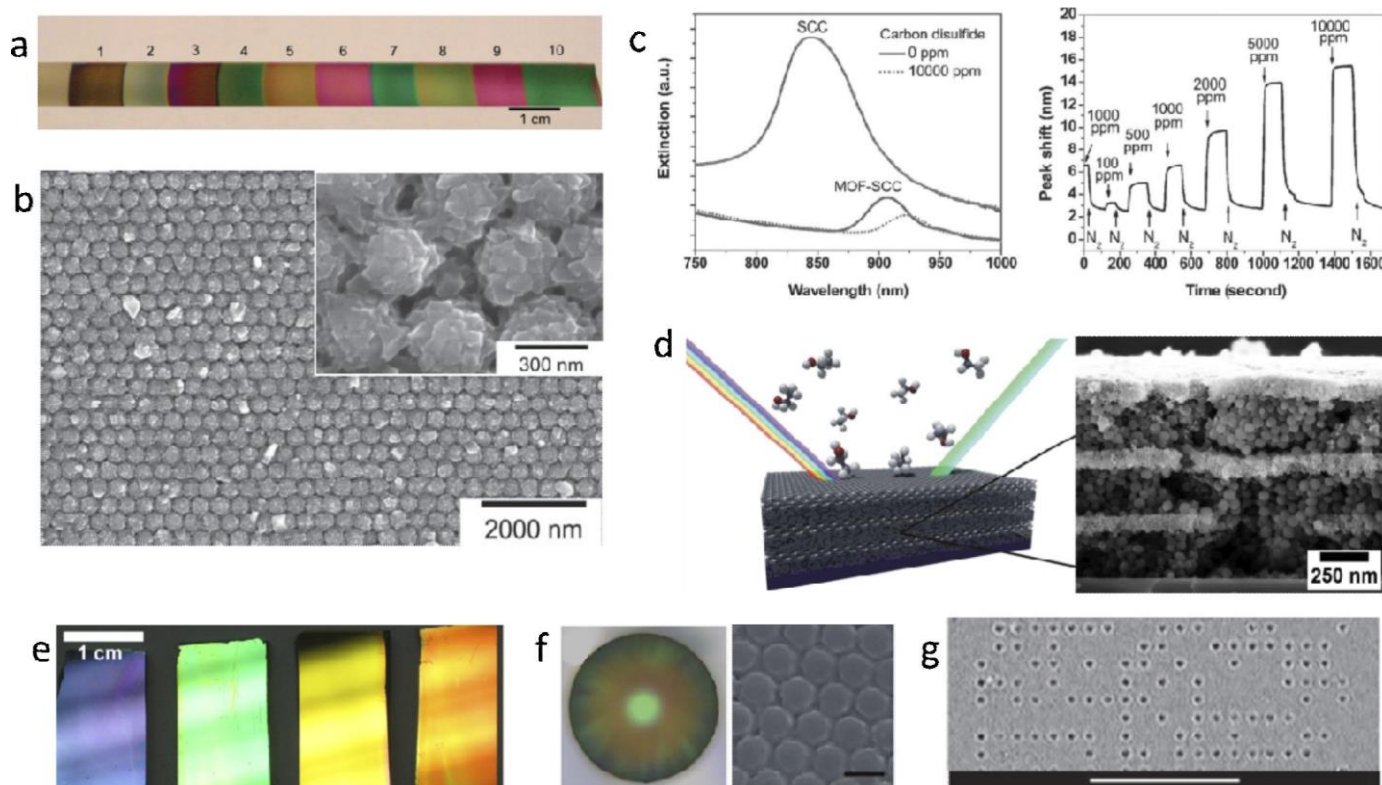 a
1 2 3 4 5 6 7 8 9 10
1 cm
b
300 nm
2000 nm
c
SCC
Carbon disulfide
0 ppm
10000 ppm
MOF-SCC
Extinction (a.u.)
750 800 850 900 950 1000
Wavelength (nm)
20
18
16
14
12
10
8
6
4
2
0
Peak shift (nm)
1000 ppm
100 ppm
500 ppm
1000 ppm
2000 ppm
5000 ppm
10000 ppm
N2 N2 N2 N2 N2 N2 N2
0 200 400 600 800 1000 1200 1400 1600
Time (second)
d
250 nm
e
1 cm
f
g